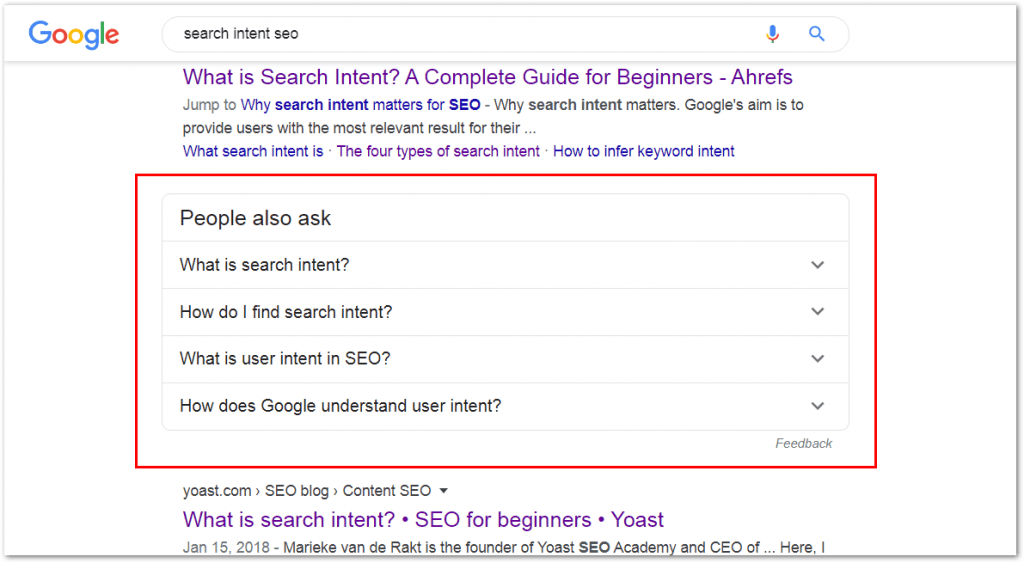 Google
search intent seo
What is Search Intent? A Complete Guide for Beginners - Ahrefs
Jump to Why search intent matters for SEO - Why search intent matters. Google's aim is to
provide users with the most relevant result for their ...
What search intent is · The four types of search intent · How to infer keyword intent
People also ask
What is search intent?
How do I find search intent?
What is user intent in SEO?
How does Google understand user intent?
Feedback
yoast.com › SEO blog › Content SEO
What is search intent? • SEO for beginners • Yoast
Jan 15, 2018 - Marieke van de Rakt is the founder of Yoast SEO Academy and CEO of ... Here, I